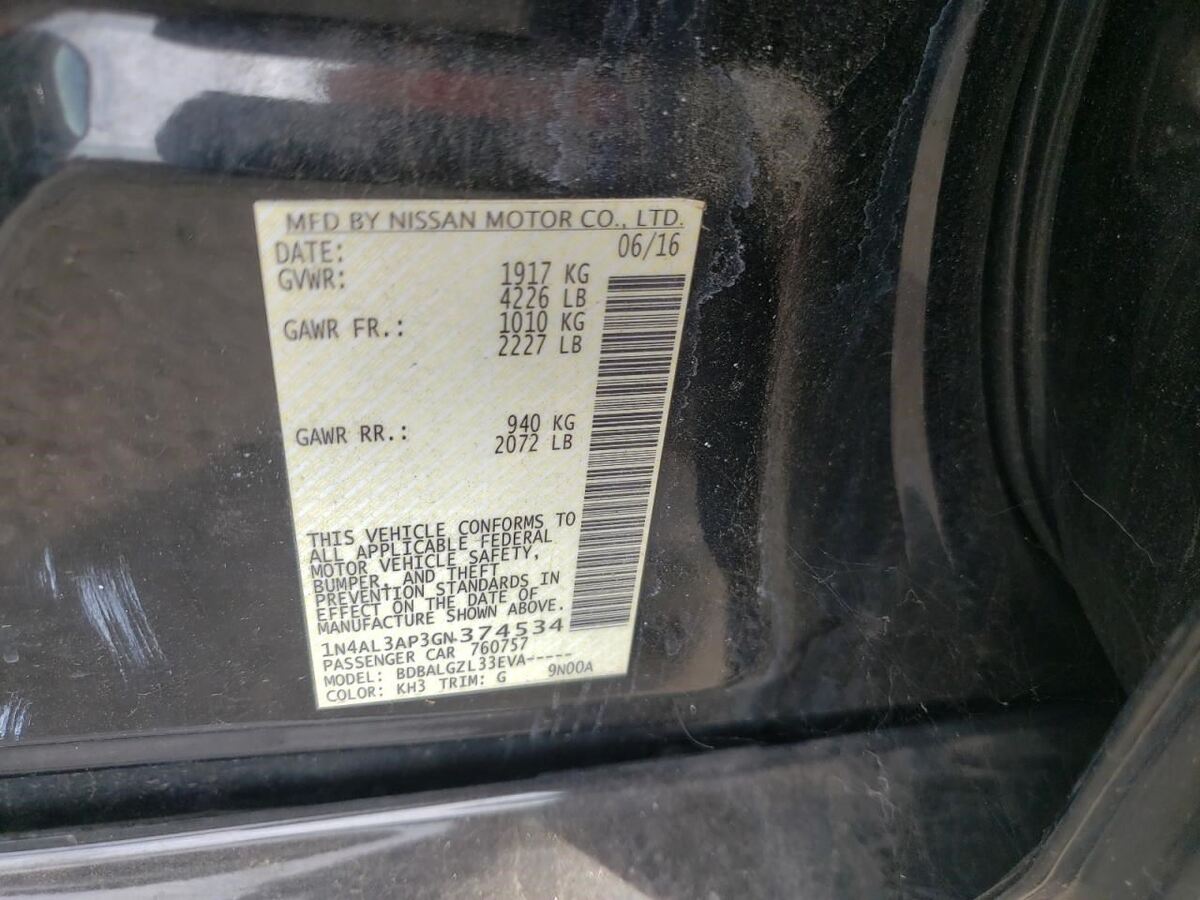 MFD BY NISSAN MOTOR CO., LTD.
DATE: 06/16
GVWR: 1917 KG
4226 LB
GAWR FR.: 1010 KG
2227 LB
GAWR RR.: 940 KG
2072 LB
THIS VEHICLE CONFORMS TO
ALL APPLICABLE FEDERAL
MOTOR VEHICLE SAFETY,
BUMPER, AND THEFT
PREVENTION STANDARDS IN
EFFECT ON THE DATE OF
MANUFACTURE SHOWN ABOVE.
1N4AL3AP3GN374534
PASSENGER CAR 760757
MODEL: BDBALGZL33EVA-----
COLOR: KH3 TRIM: G 9N00A